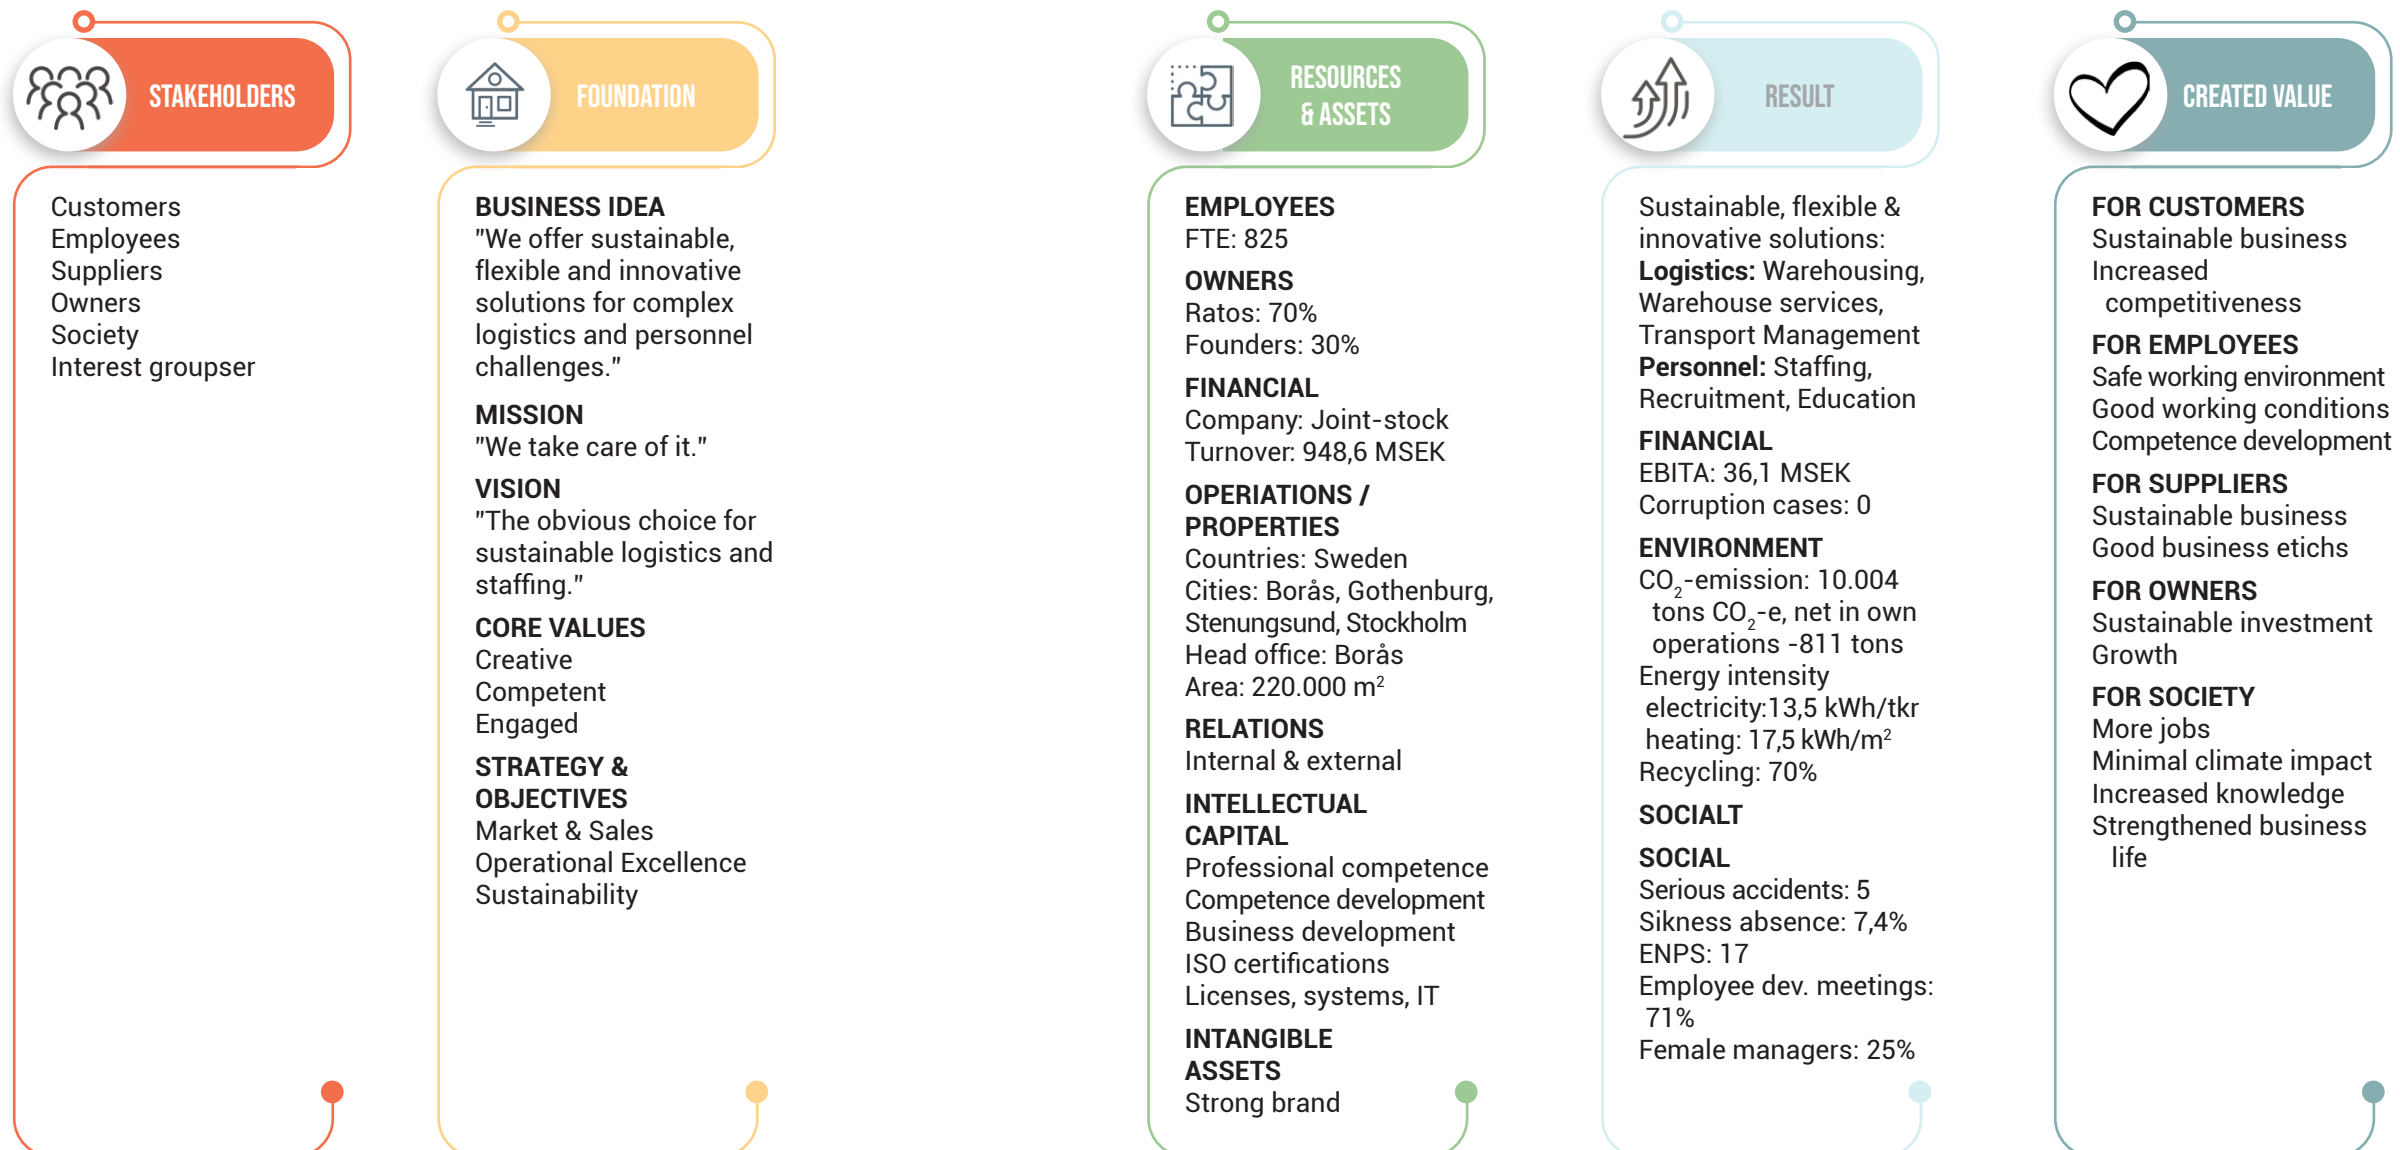 STAKEHOLDERS
Customers
Employees
Suppliers
Owners
Society
Interest groupser
FOUNDATION
BUSINESS IDEA
"We offer sustainable,
flexible and innovative
solutions for complex
logistics and personnel
challenges."
MISSION
"We take care of it."
VISION
"The obvious choice for
sustainable logistics and
staffing."
CORE VALUES
Creative
Competent
Engaged
STRATEGY &
OBJECTIVES
Market & Sales
Operational Excellence
Sustainability
RESOURCES
& ASSETS
EMPLOYEES
FTE: 825
OWNERS
Ratos: 70%
Founders: 30%
FINANCIAL
Company: Joint-stock
Turnover: 948,6 MSEK
OPERIATIONS /
PROPERTIES
Countries: Sweden
Cities: Borås, Gothenburg,
Stenungsund, Stockholm
Head office: Borås
Area: 220.000 m²
RELATIONS
Internal & external
INTELLECTUAL
CAPITAL
Professional competence
Competence development
Business development
ISO certifications
Licenses, systems, IT
INTANGIBLE
ASSETS
Strong brand
RESULT
Sustainable, flexible &
innovative solutions:
Logistics: Warehousing,
Warehouse services,
Transport Management
Personnel: Staffing,
Recruitment, Education
FINANCIAL
EBITA: 36,1 MSEK
Corruption cases: 0
ENVIRONMENT
CO₂-emission: 10.004
tons CO₂-e, net in own
operations -811 tons
Energy intensity
electricity:13,5 kWh/tkr
heating: 17,5 kWh/m²
Recycling: 70%
SOCIALT
SOCIAL
Serious accidents: 5
Sikness absence: 7,4%
ENPS: 17
Employee dev. meetings:
71%
Female managers: 25%
CREATED VALUE
FOR CUSTOMERS
Sustainable business
Increased
competitiveness
FOR EMPLOYEES
Safe working environment
Good working conditions
Competence development
FOR SUPPLIERS
Sustainable business
Good business etichs
FOR OWNERS
Sustainable investment
Growth
FOR SOCIETY
More jobs
Minimal climate impact
Increased knowledge
Strengthened business
life